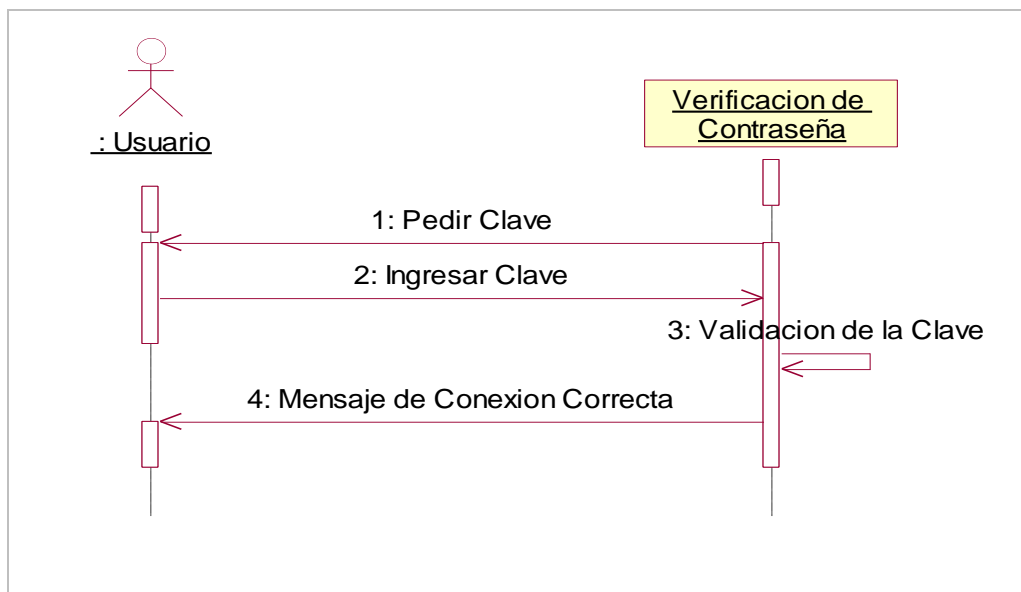 : Usuario
Verificacion de
Contraseña
1: Pedir Clave
2: Ingresar Clave
3: Validacion de la Clave
4: Mensaje de Conexion Correcta